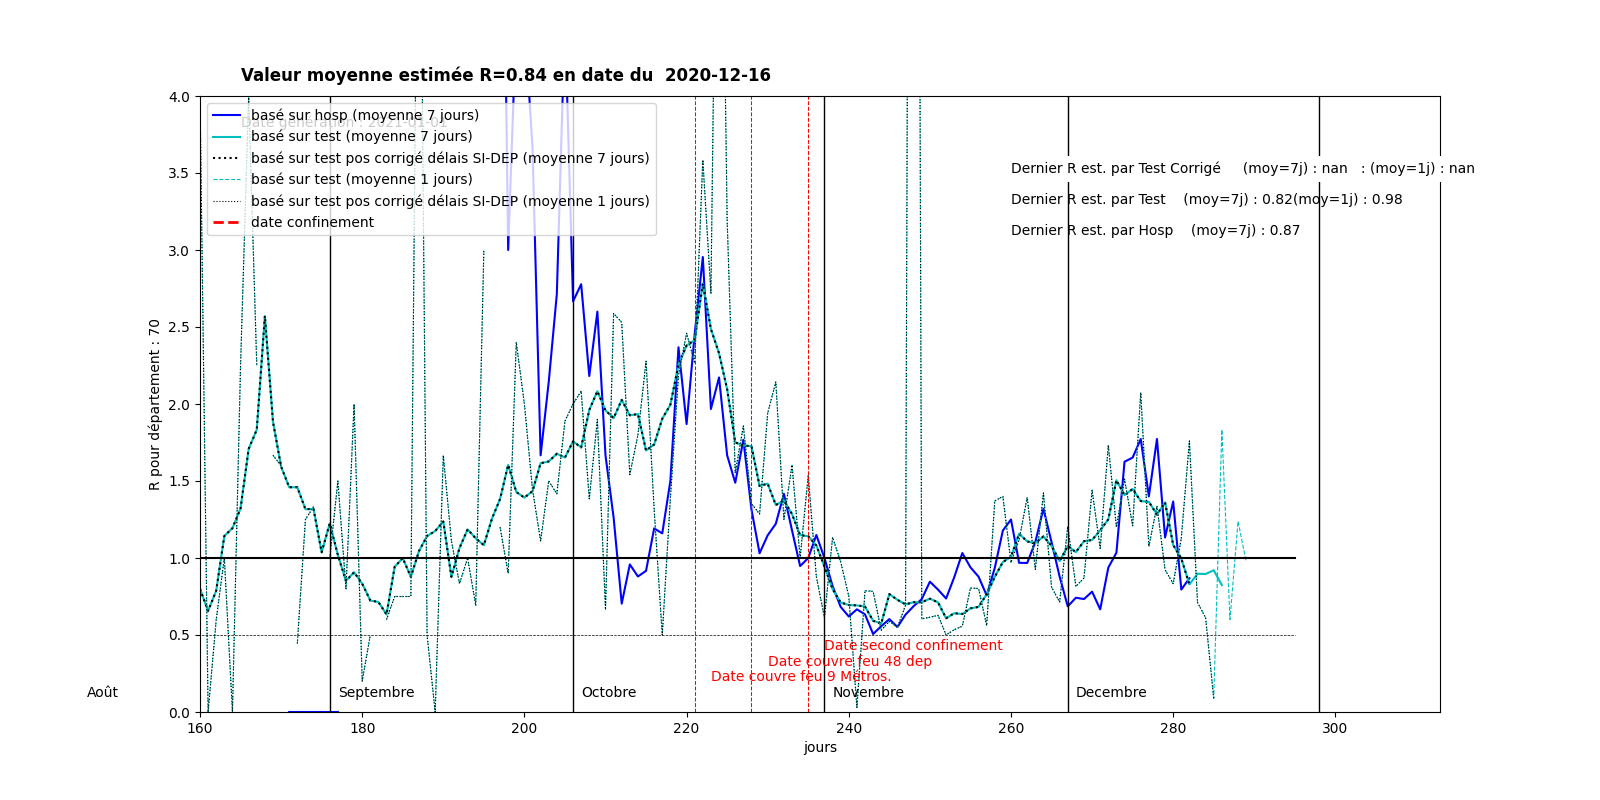 Valeur moyenne estimée R=0.84 en date du  2020-12-16
Date génération : 2021-01-01
basé sur hosp (moyenne 7 jours)
basé sur test (moyenne 7 jours)
basé sur test pos corrigé délais SI-DEP (moyenne 7 jours)
basé sur test (moyenne 1 jours)
basé sur test pos corrigé délais SI-DEP (moyenne 1 jours)
date confinement
Dernier R est. par Test Corrigé     (moy=7j) : nan   : (moy=1j) : nan
Dernier R est. par Test    (moy=7j) : 0.82(moy=1j) : 0.98
Dernier R est. par Hosp    (moy=7j) : 0.87
R pour département : 70
4.0
3.5
3.0
2.5
2.0
1.5
1.0
0.5
0.0
Date second confinement
Date couvre feu 48 dep
Date couvre feu 9 Métros.
Août Septembre Octobre Novembre Decembre
160 180 200 220 240 260 280 300
jours